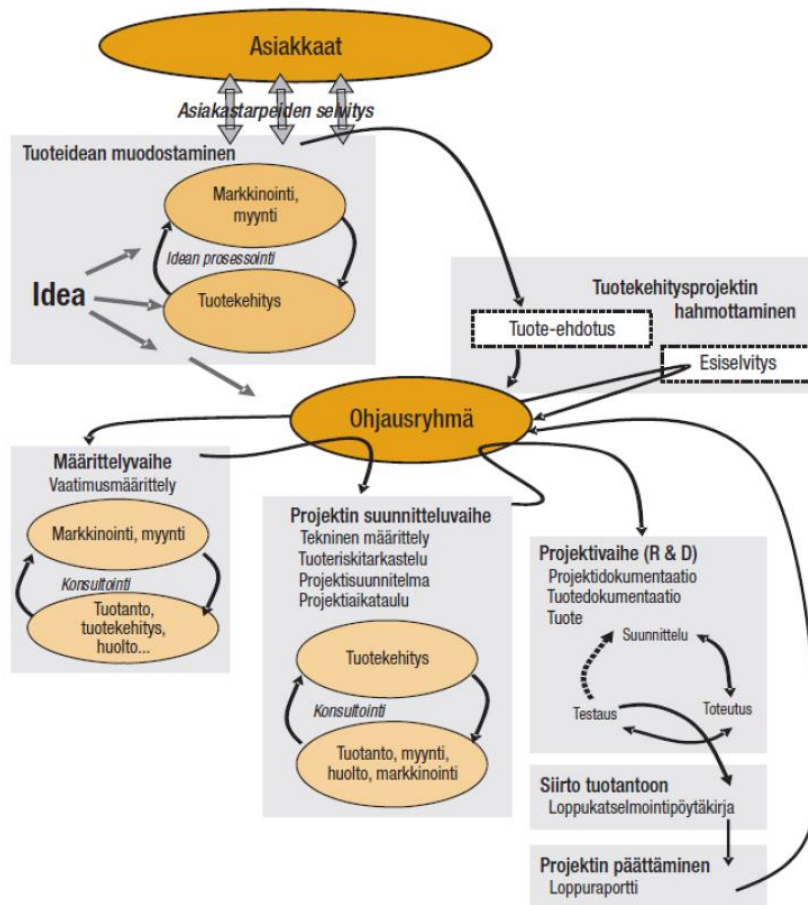 Asiakkaat
Asiakastarpeiden selvitys
Tuoteidean muodostaminen
Markkinointi,
myynti
Idean prosessointi
Idea
Tuotekehitys
Tuotekehitysprojektin
hahmottaminen
Tuote-ehdotus
Esiselvitys
Ohjausryhmä
Määrittelyvaihe
Vaatimusmäärittely
Markkinointi, myynti
Konsultointi
Tuotanto,
tuotekehitys,
huolto...
Projektin suunnitteluvaihe
Tekninen määrittely
Tuoteriskitarkastelu
Projektisuunnitelma
Projektiaikataulu
Tuotekehitys
Konsultointi
Tuotanto, myynti,
huolto, markkinointi
Projektivaihe (R & D)
Projektidokumentaatio
Tuotedokumentaatio
Tuote
Suunnittelu
Testaus
Toteutus
Siirto tuotantoon
Loppukatselmointipöytäkirja
Projektin päättäminen
Loppuraportti